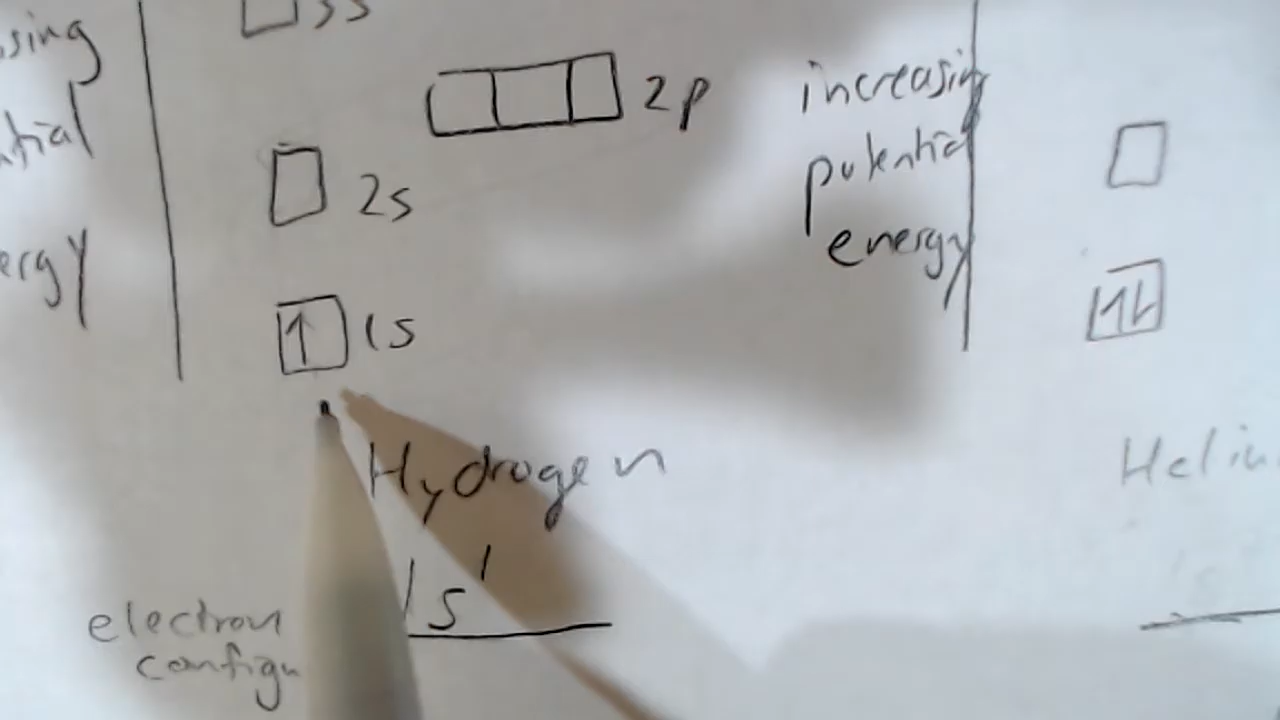 3s
2p
increasing
potential
energy
2s
1s
Hydrogen
1s¹
electron